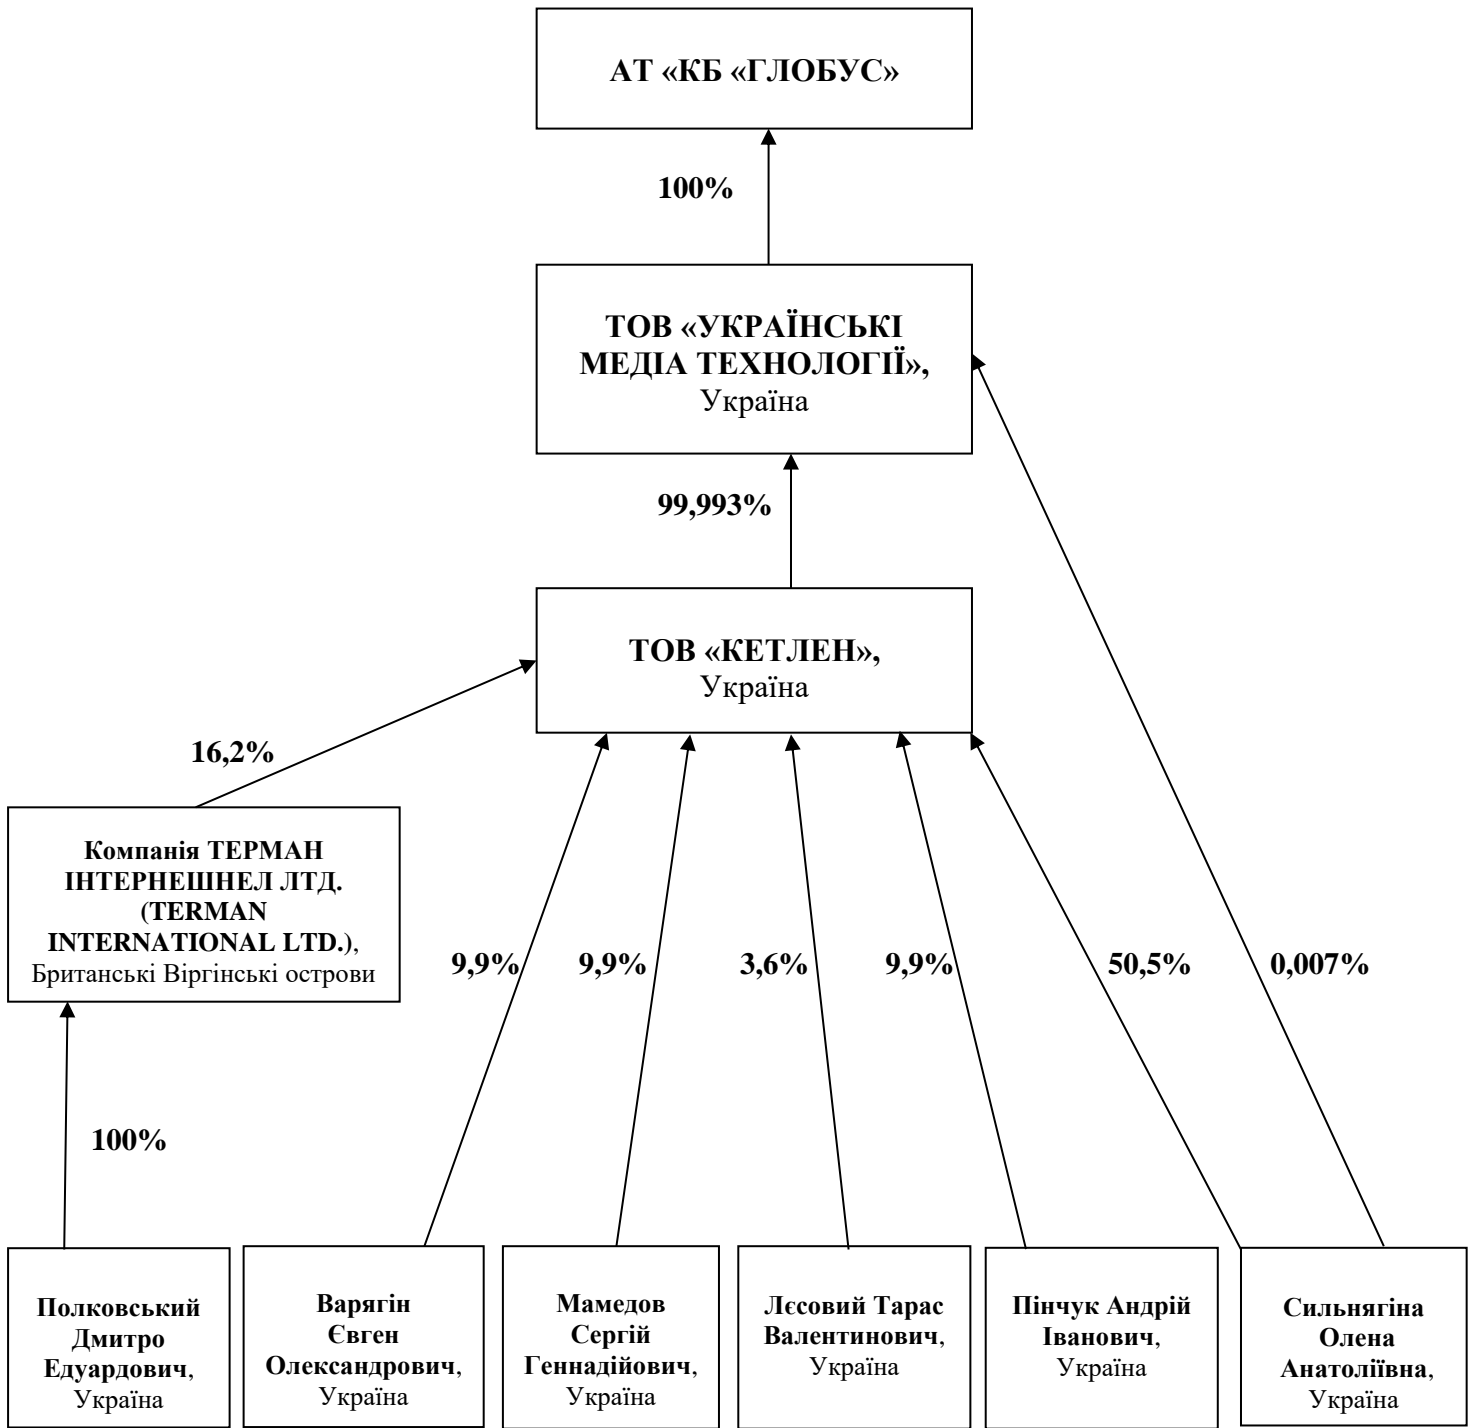 АТ «КБ «ГЛОБУС»
100%
ТОВ «УКРАЇНСЬКІ
МЕДІА ТЕХНОЛОГІЇ»,
Україна
99,993%
ТОВ «КЕТЛЕН»,
Україна
16,2%
Компанія ТЕРМАН
ІНТЕРНЕШНЕЛ ЛТД.
(TERMAN
INTERNATIONAL LTD.),
Британські Віргінські острови
9,9%
9,9%
3,6%
9,9%
50,5%
0,007%
100%
Полковський
Дмитро
Едуардович,
Україна
Варягін
Євген
Олександрович,
Україна
Мамедов
Сергій
Геннадійович,
Україна
Лєсовий Тарас
Валентинович,
Україна
Пінчук Андрій
Іванович,
Україна
Сильнягіна
Олена
Анатоліївна,
Україна